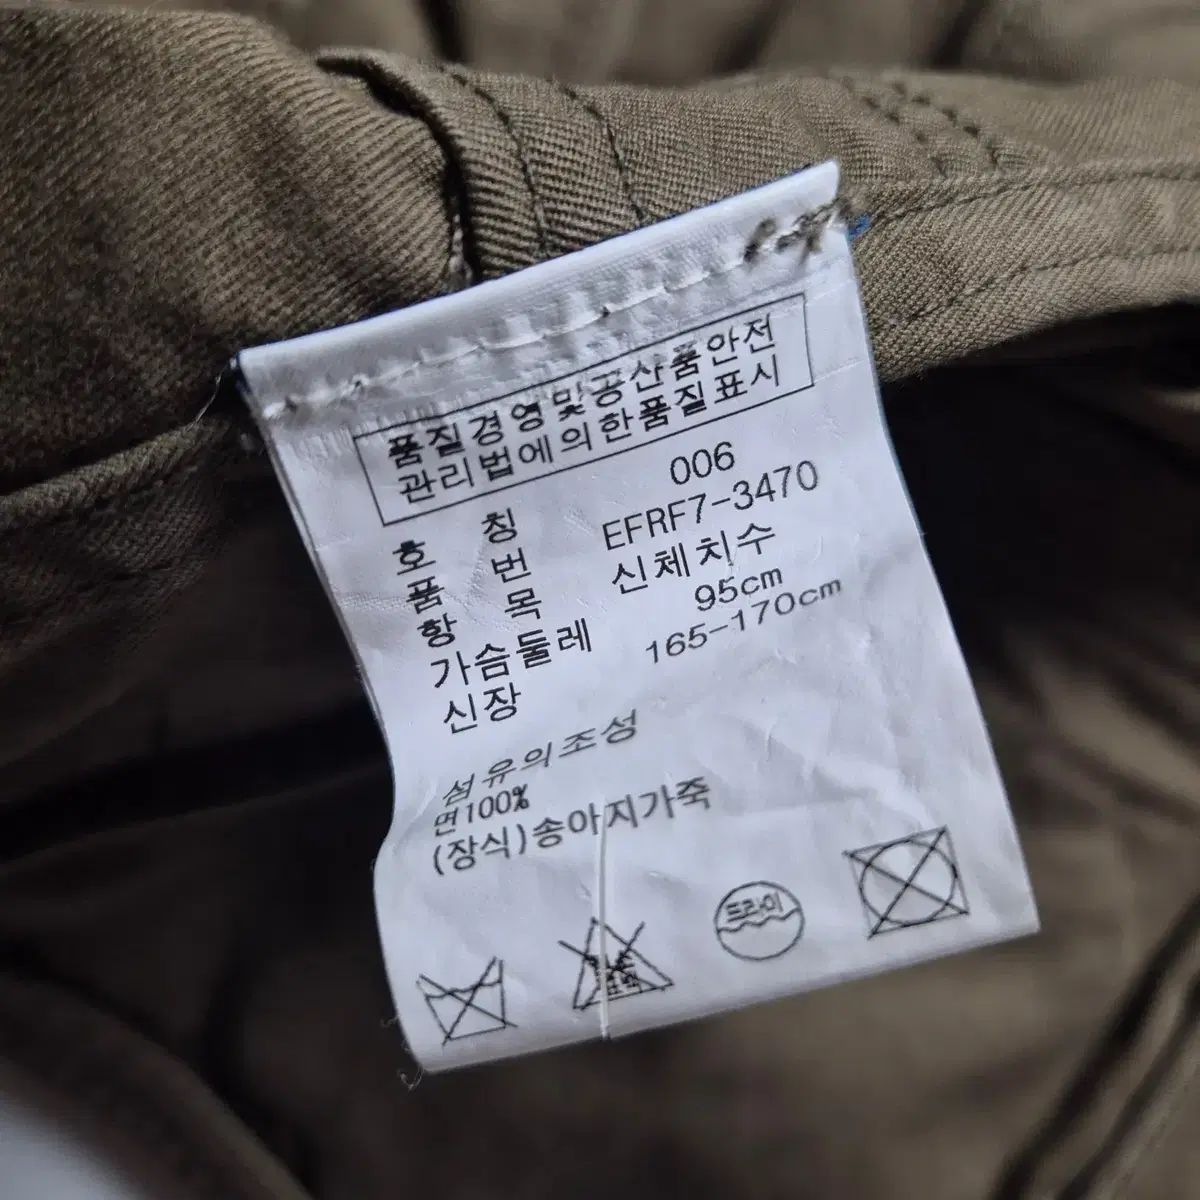 품질경영및공산품안전
관리법에의한품질표시
호 칭 006
품 번 EFRF7-3470
항 목 신체치수
가슴둘레 95cm
신장 165-170cm
섬유의조성
면100%
(장식)송아지가죽
드라이